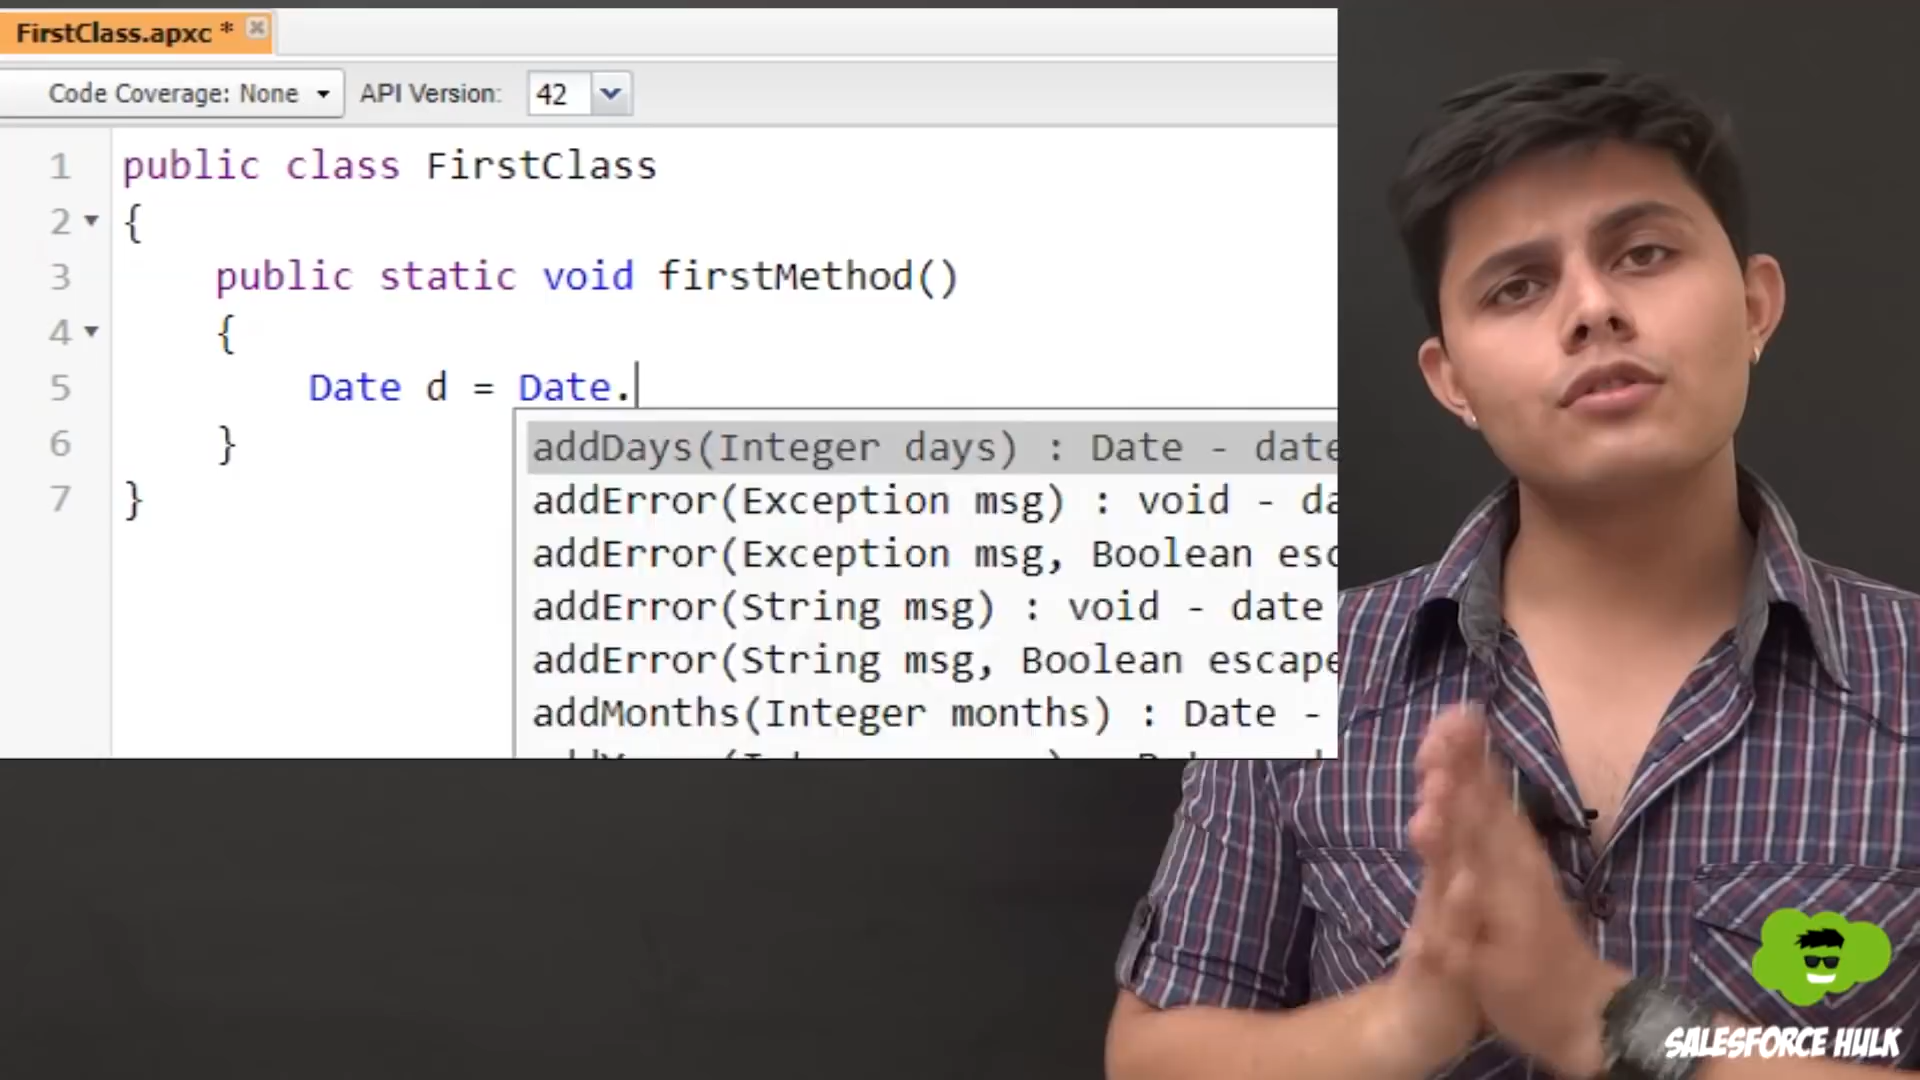 FirstClass.apxc *
Code Coverage: None API Version: 42
1 public class FirstClass
2 {
3 public static void firstMethod()
4 {
5 Date d = Date.
6 }
7 }
addDays(Integer days) : Date - date
addError(Exception msg) : void - da
addError(Exception msg, Boolean esc
addError(String msg) : void - date
addError(String msg, Boolean escape
addMonths(Integer months) : Date -
SALESFORCE HULK